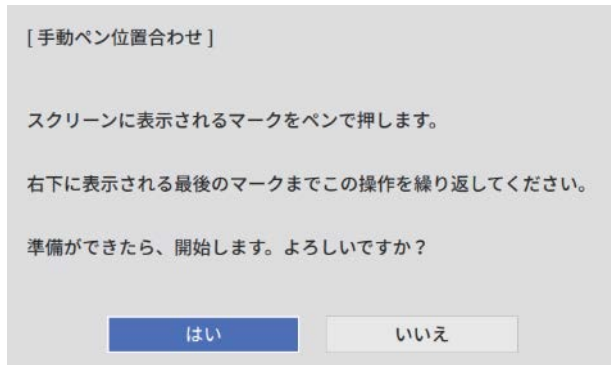 [ 手動ペン位置合わせ ]
スクリーンに表示されるマークをペンで押します。
右下に表示される最後のマークまでこの操作を繰り返してください。
準備ができたら、開始します。よろしいですか？
はい
いいえ